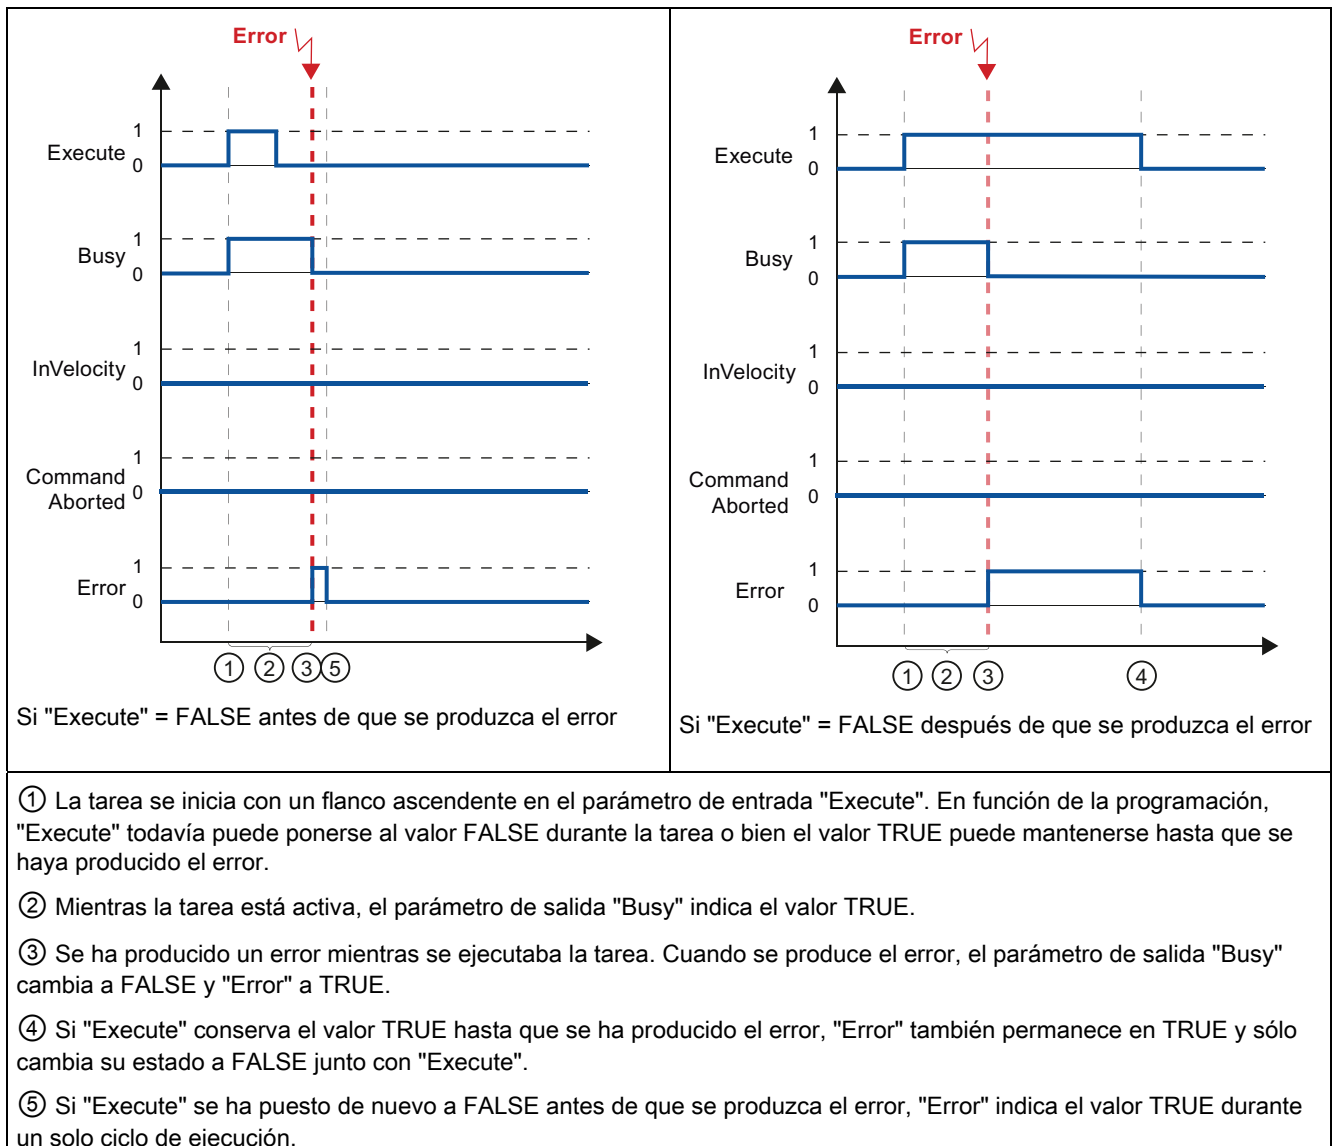 Error
Execute
1
0
Busy
1
0
InVelocity
1
0
Command
Aborted
1
0
Error
1
0
① ② ③ ⑤
Si "Execute" = FALSE antes de que se produzca el error
Error
Execute
1
0
Busy
1
0
InVelocity
1
0
Command
Aborted
1
0
Error
1
0
① ② ③ ④
Si "Execute" = FALSE después de que se produzca el error
① La tarea se inicia con un flanco ascendente en el parámetro de entrada "Execute". En función de la programación,
"Execute" todavía puede ponerse al valor FALSE durante la tarea o bien el valor TRUE puede mantenerse hasta que se
haya producido el error.
② Mientras la tarea está activa, el parámetro de salida "Busy" indica el valor TRUE.
③ Se ha producido un error mientras se ejecutaba la tarea. Cuando se produce el error, el parámetro de salida "Busy"
cambia a FALSE y "Error" a TRUE.
④ Si "Execute" conserva el valor TRUE hasta que se ha producido el error, "Error" también permanece en TRUE y sólo
cambia su estado a FALSE junto con "Execute".
⑤ Si "Execute" se ha puesto de nuevo a FALSE antes de que se produzca el error, "Error" indica el valor TRUE durante
un solo ciclo de ejecución.